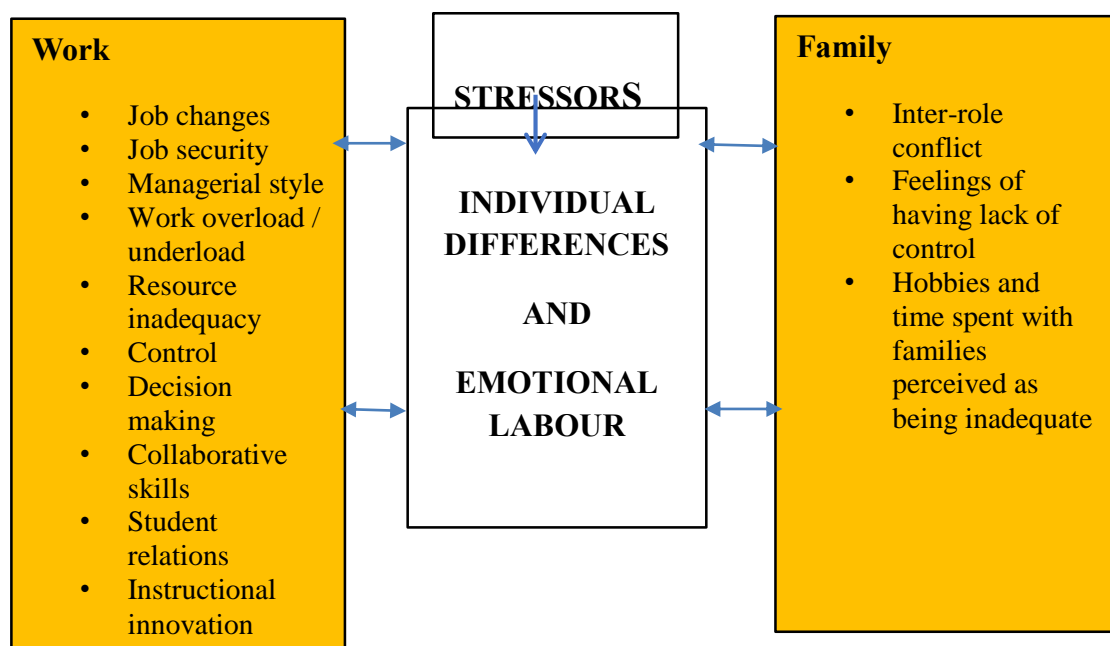 Work
• Job changes
• Job security
• Managerial style
• Work overload /
underload
• Resource
inadequacy
• Control
• Decision
making
• Collaborative
skills
• Student
relations
• Instructional
innovation
STRESSORS
INDIVIDUAL
DIFFERENCES
AND
EMOTIONAL
LABOUR
Family
• Inter-role
conflict
• Feelings of
having lack of
control
• Hobbies and
time spent with
families
perceived as
being inadequate